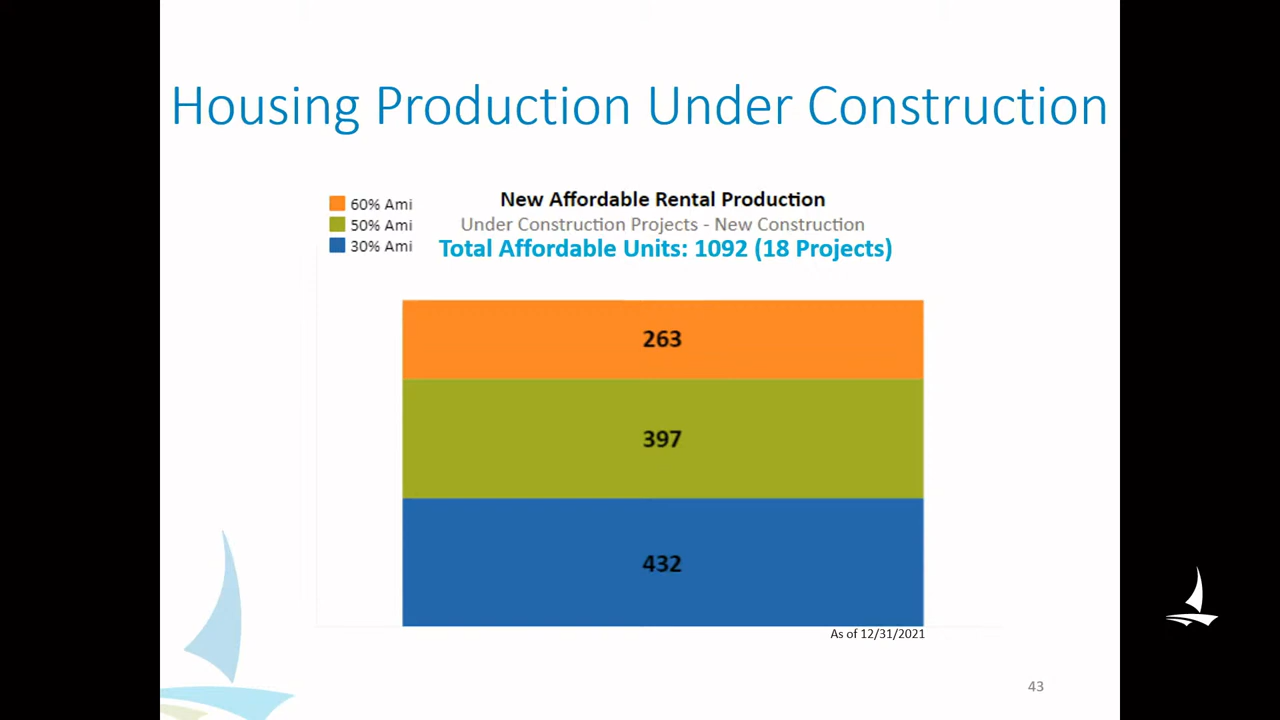 Housing Production Under Construction
60% Ami
50% Ami
30% Ami
New Affordable Rental Production
Under Construction Projects - New Construction
Total Affordable Units: 1092 (18 Projects)
263
397
432
As of 12/31/2021
43